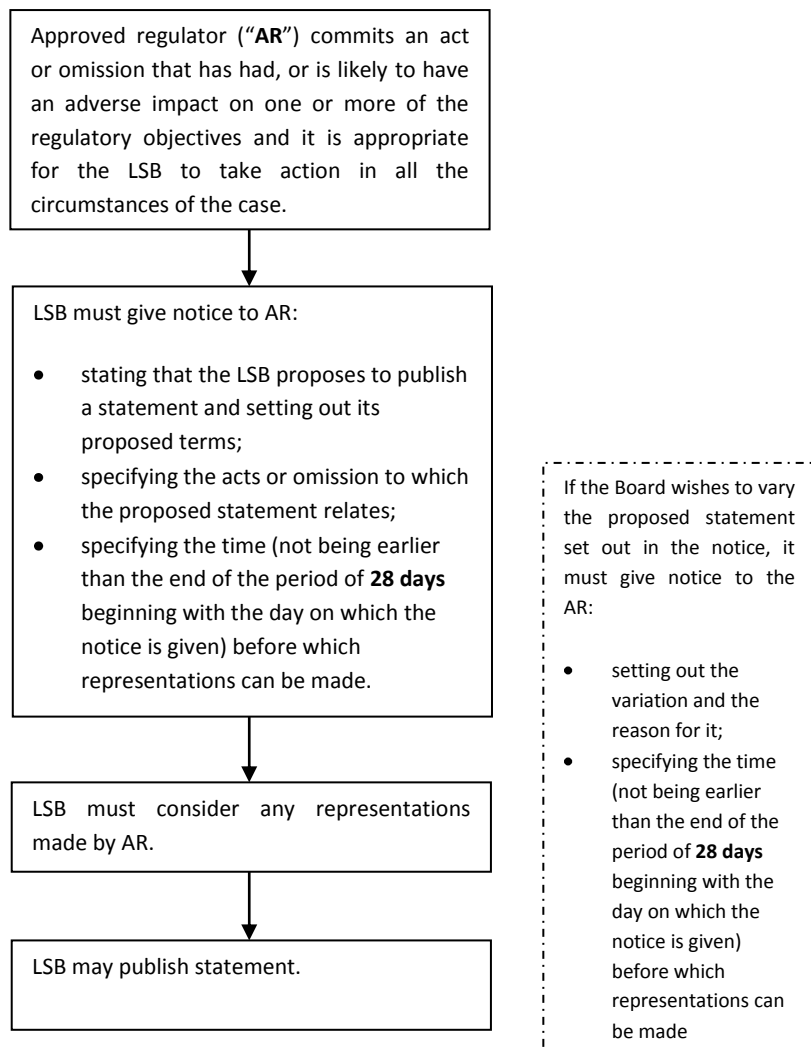 Approved regulator (“AR”) commits an act
or omission that has had, or is likely to have
an adverse impact on one or more of the
regulatory objectives and it is appropriate
for the LSB to take action in all the
circumstances of the case.
LSB must give notice to AR:
• stating that the LSB proposes to publish
a statement and setting out its
proposed terms;
• specifying the acts or omission to which
the proposed statement relates;
• specifying the time (not being earlier
than the end of the period of 28 days
beginning with the day on which the
notice is given) before which
representations can be made.
LSB must consider any representations
made by AR.
LSB may publish statement.
If the Board wishes to vary
the proposed statement
set out in the notice, it
must give notice to the
AR:
• setting out the
variation and the
reason for it;
• specifying the time
(not being earlier
than the end of the
period of 28 days
beginning with the
day on which the
notice is given)
before which
representations can
be made